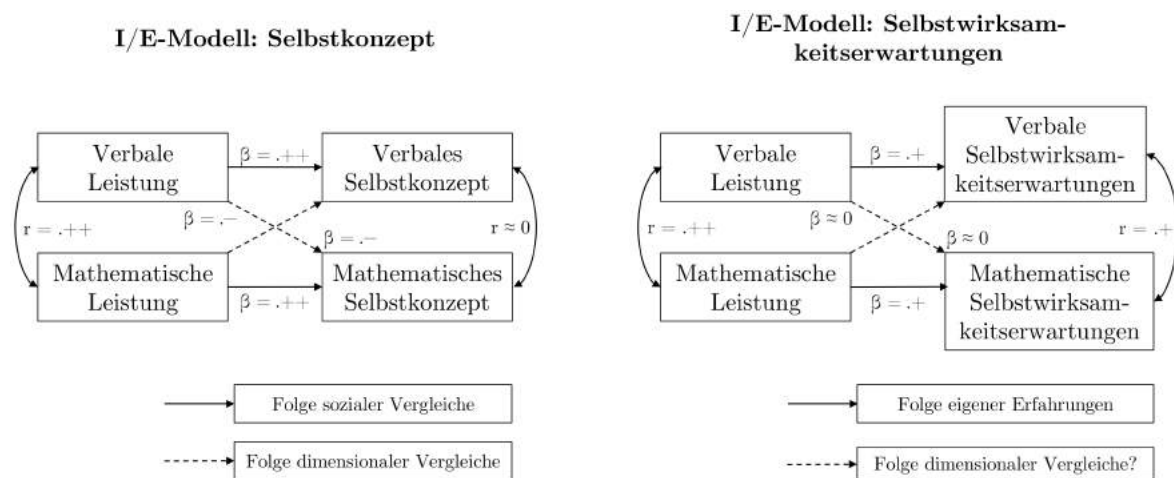 I/E-Modell: Selbstkonzept
Verbale
Leistung
β = .++
Verbales
Selbstkonzept
r = .++
β = .–
β = .–
r ≈ 0
Mathematische
Leistung
β = .++
Mathematisches
Selbstkonzept
Folge sozialer Vergleiche
Folge dimensionaler Vergleiche
I/E-Modell: Selbstwirksam-
keitserwartungen
Verbale
Leistung
β = .+
Verbale
Selbstwirksam-
keitserwartungen
r = .++
β ≈ 0
β ≈ 0
r = .+
Mathematische
Leistung
β = .+
Mathematische
Selbstwirksam-
keitserwartungen
Folge eigener Erfahrungen
Folge dimensionaler Vergleiche?